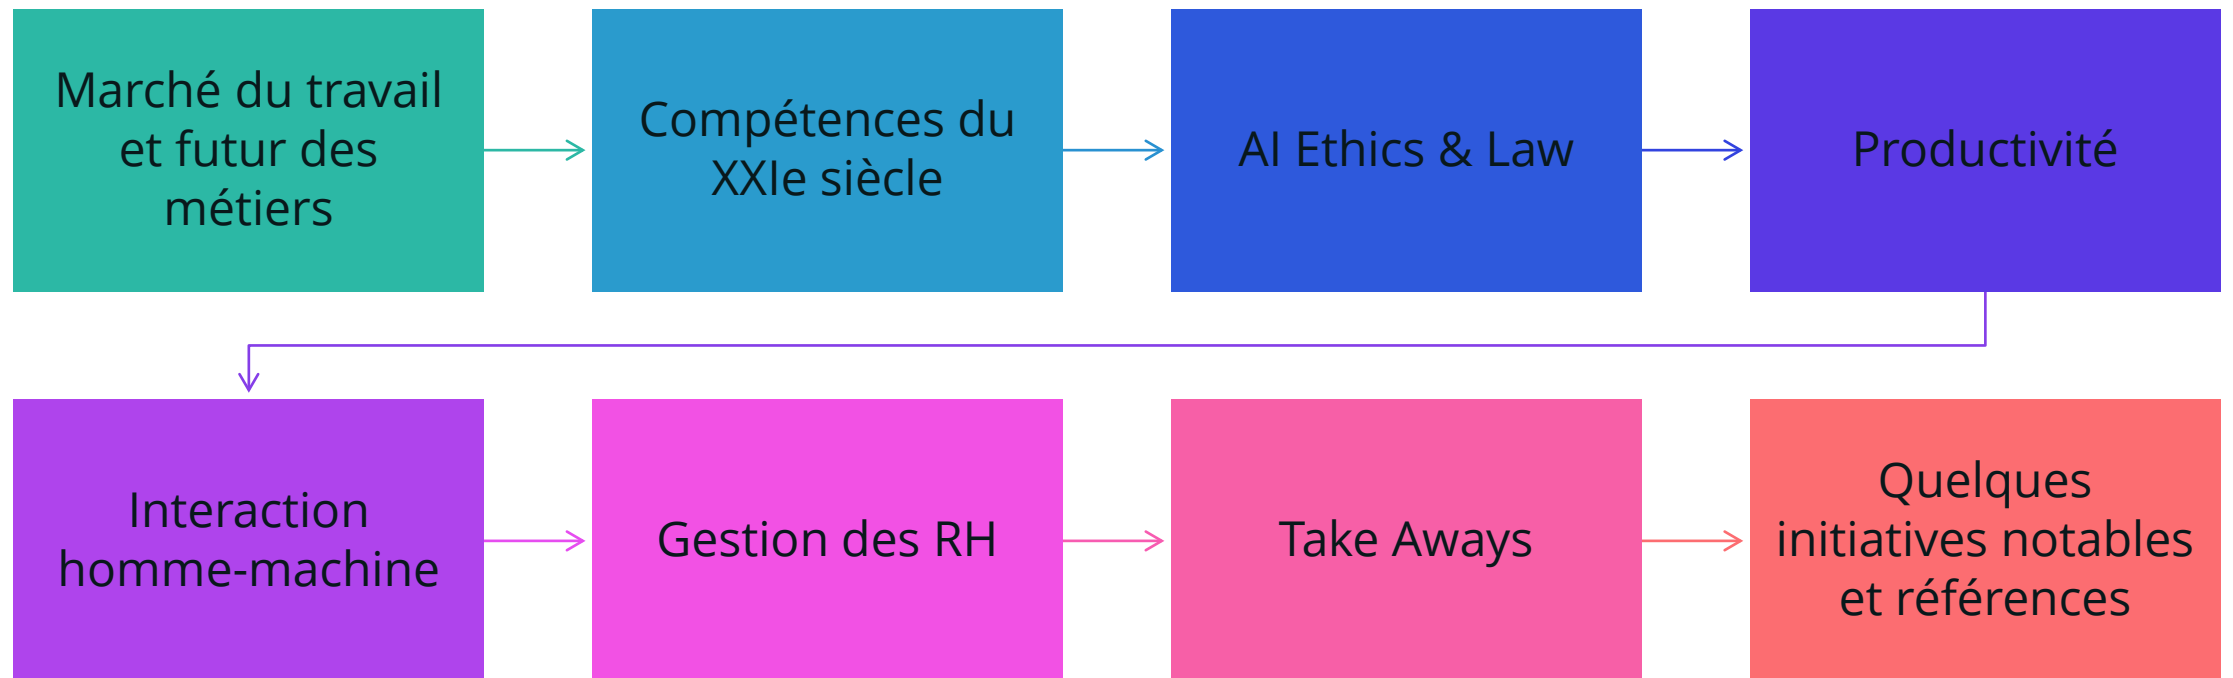 Marché du travail
et futur des
métiers
Compétences du
XXIe siècle
AI Ethics & Law
Productivité
Interaction
homme-machine
Gestion des RH
Take Aways
Quelques
initiatives notables
et références